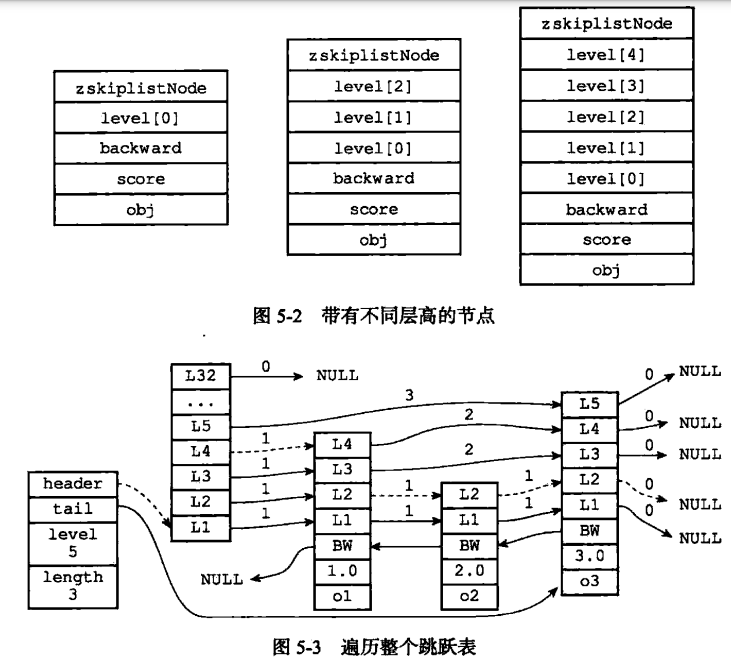 zskiplistNode
level[0]
backward
score
obj
zskiplistNode
level[2]
level[1]
level[0]
backward
score
obj
zskiplistNode
level[4]
level[3]
level[2]
level[1]
level[0]
backward
score
obj
图 5-2 带有不同层高的节点
header
tail
level
5
length
3
L32
...
L5
L4
L3
L2
L1
0
NULL
3
1
1
1
1
NULL
L4
L3
L2
L1
BW
1.0
o1
2
2
1
1
L2
L1
BW
2.0
o2
1
1
L5
L4
L3
L2
L1
BW
3.0
o3
0
NULL
0
NULL
0
NULL
0
NULL
0
NULL
图 5-3 遍历整个跳跃表